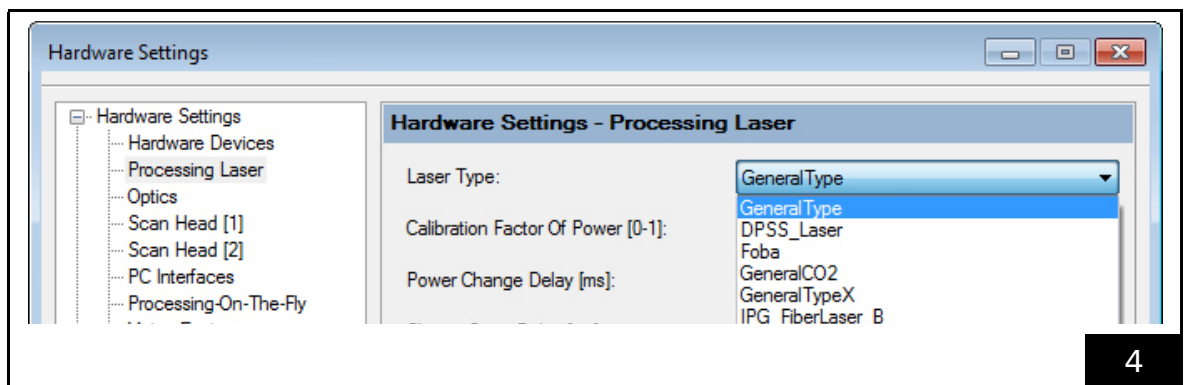 Hardware Settings
Hardware Settings
Hardware Devices
Processing Laser
Optics
Scan Head [1]
Scan Head [2]
PC Interfaces
Processing-On-The-Fly
Hardware Settings - Processing Laser
Laser Type:
GeneralType
GeneralType
DPSS_Laser
Foba
GeneralCO2
GeneralTypeX
IPG_FiberLaser_B
Calibration Factor Of Power [0-1]:
Power Change Delay [ms]:
4